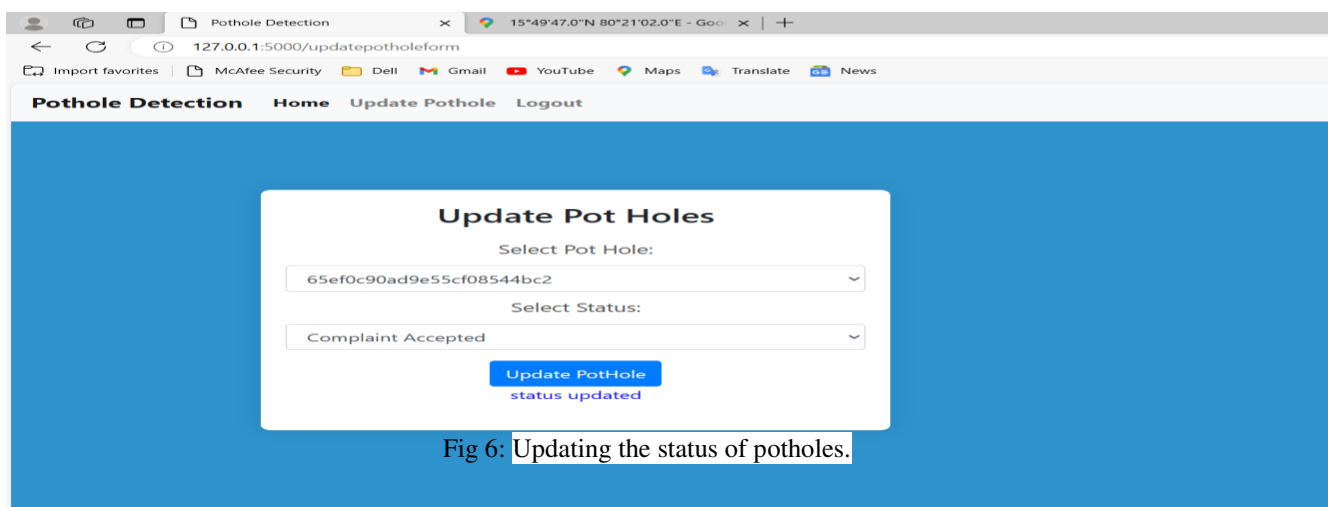 Pothole Detection 15°49'47.0"N 80°21'02.0"E - Goo
127.0.0.1:5000/updatepotholeform
Import favorites McAfee Security Dell Gmail YouTube Maps Translate News
Pothole Detection Home Update Pothole Logout
Update Pot Holes
Select Pot Hole:
65ef0c90ad9e55cf08544bc2
Select Status:
Complaint Accepted
Update PotHole
status updated
Fig 6: Updating the status of potholes.